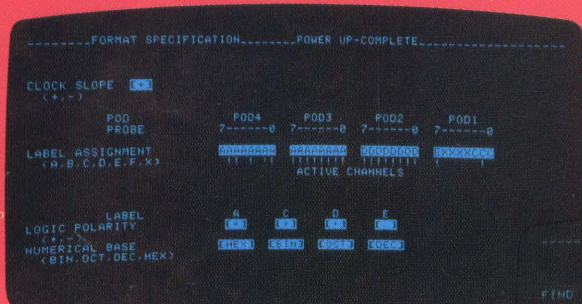 FORMAT SPECIFICATION POWER UP-COMPLETE
CLOCK SLOPE [+]
(+,-)
POD POD4 POD3 POD2 POD1
PROBE 7------0 7------0 7------0 7------0
LABEL ASSIGNMENT AAAAAAAA AAAAAAAA DDDDDDDD EXXXXCCC
(A,B,C,D,E,F,X)
ACTIVE CHANNELS
LABEL A C D E
LOGIC POLARITY [+] [+] [+]
(+,-)
NUMERICAL BASE [HEX] [BIN] [OCT] [DEC]
(BIN,OCT,DEC,HEX)
FIND